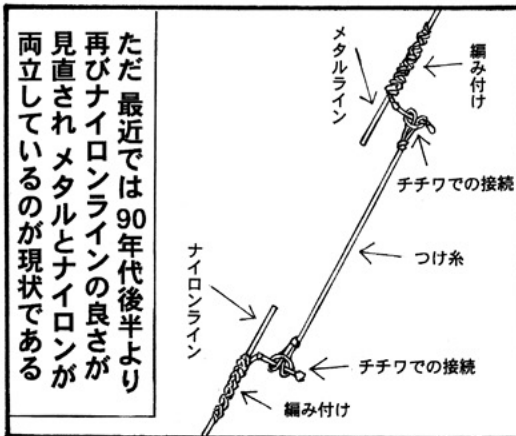 ただ 最近では90年代後半より
再びナイロンラインの良さが
見直され メタルとナイロンが
両立しているのが現状である
編み付け
メタルライン
チチワでの接続
つけ糸
ナイロンライン
チチワでの接続
編み付け